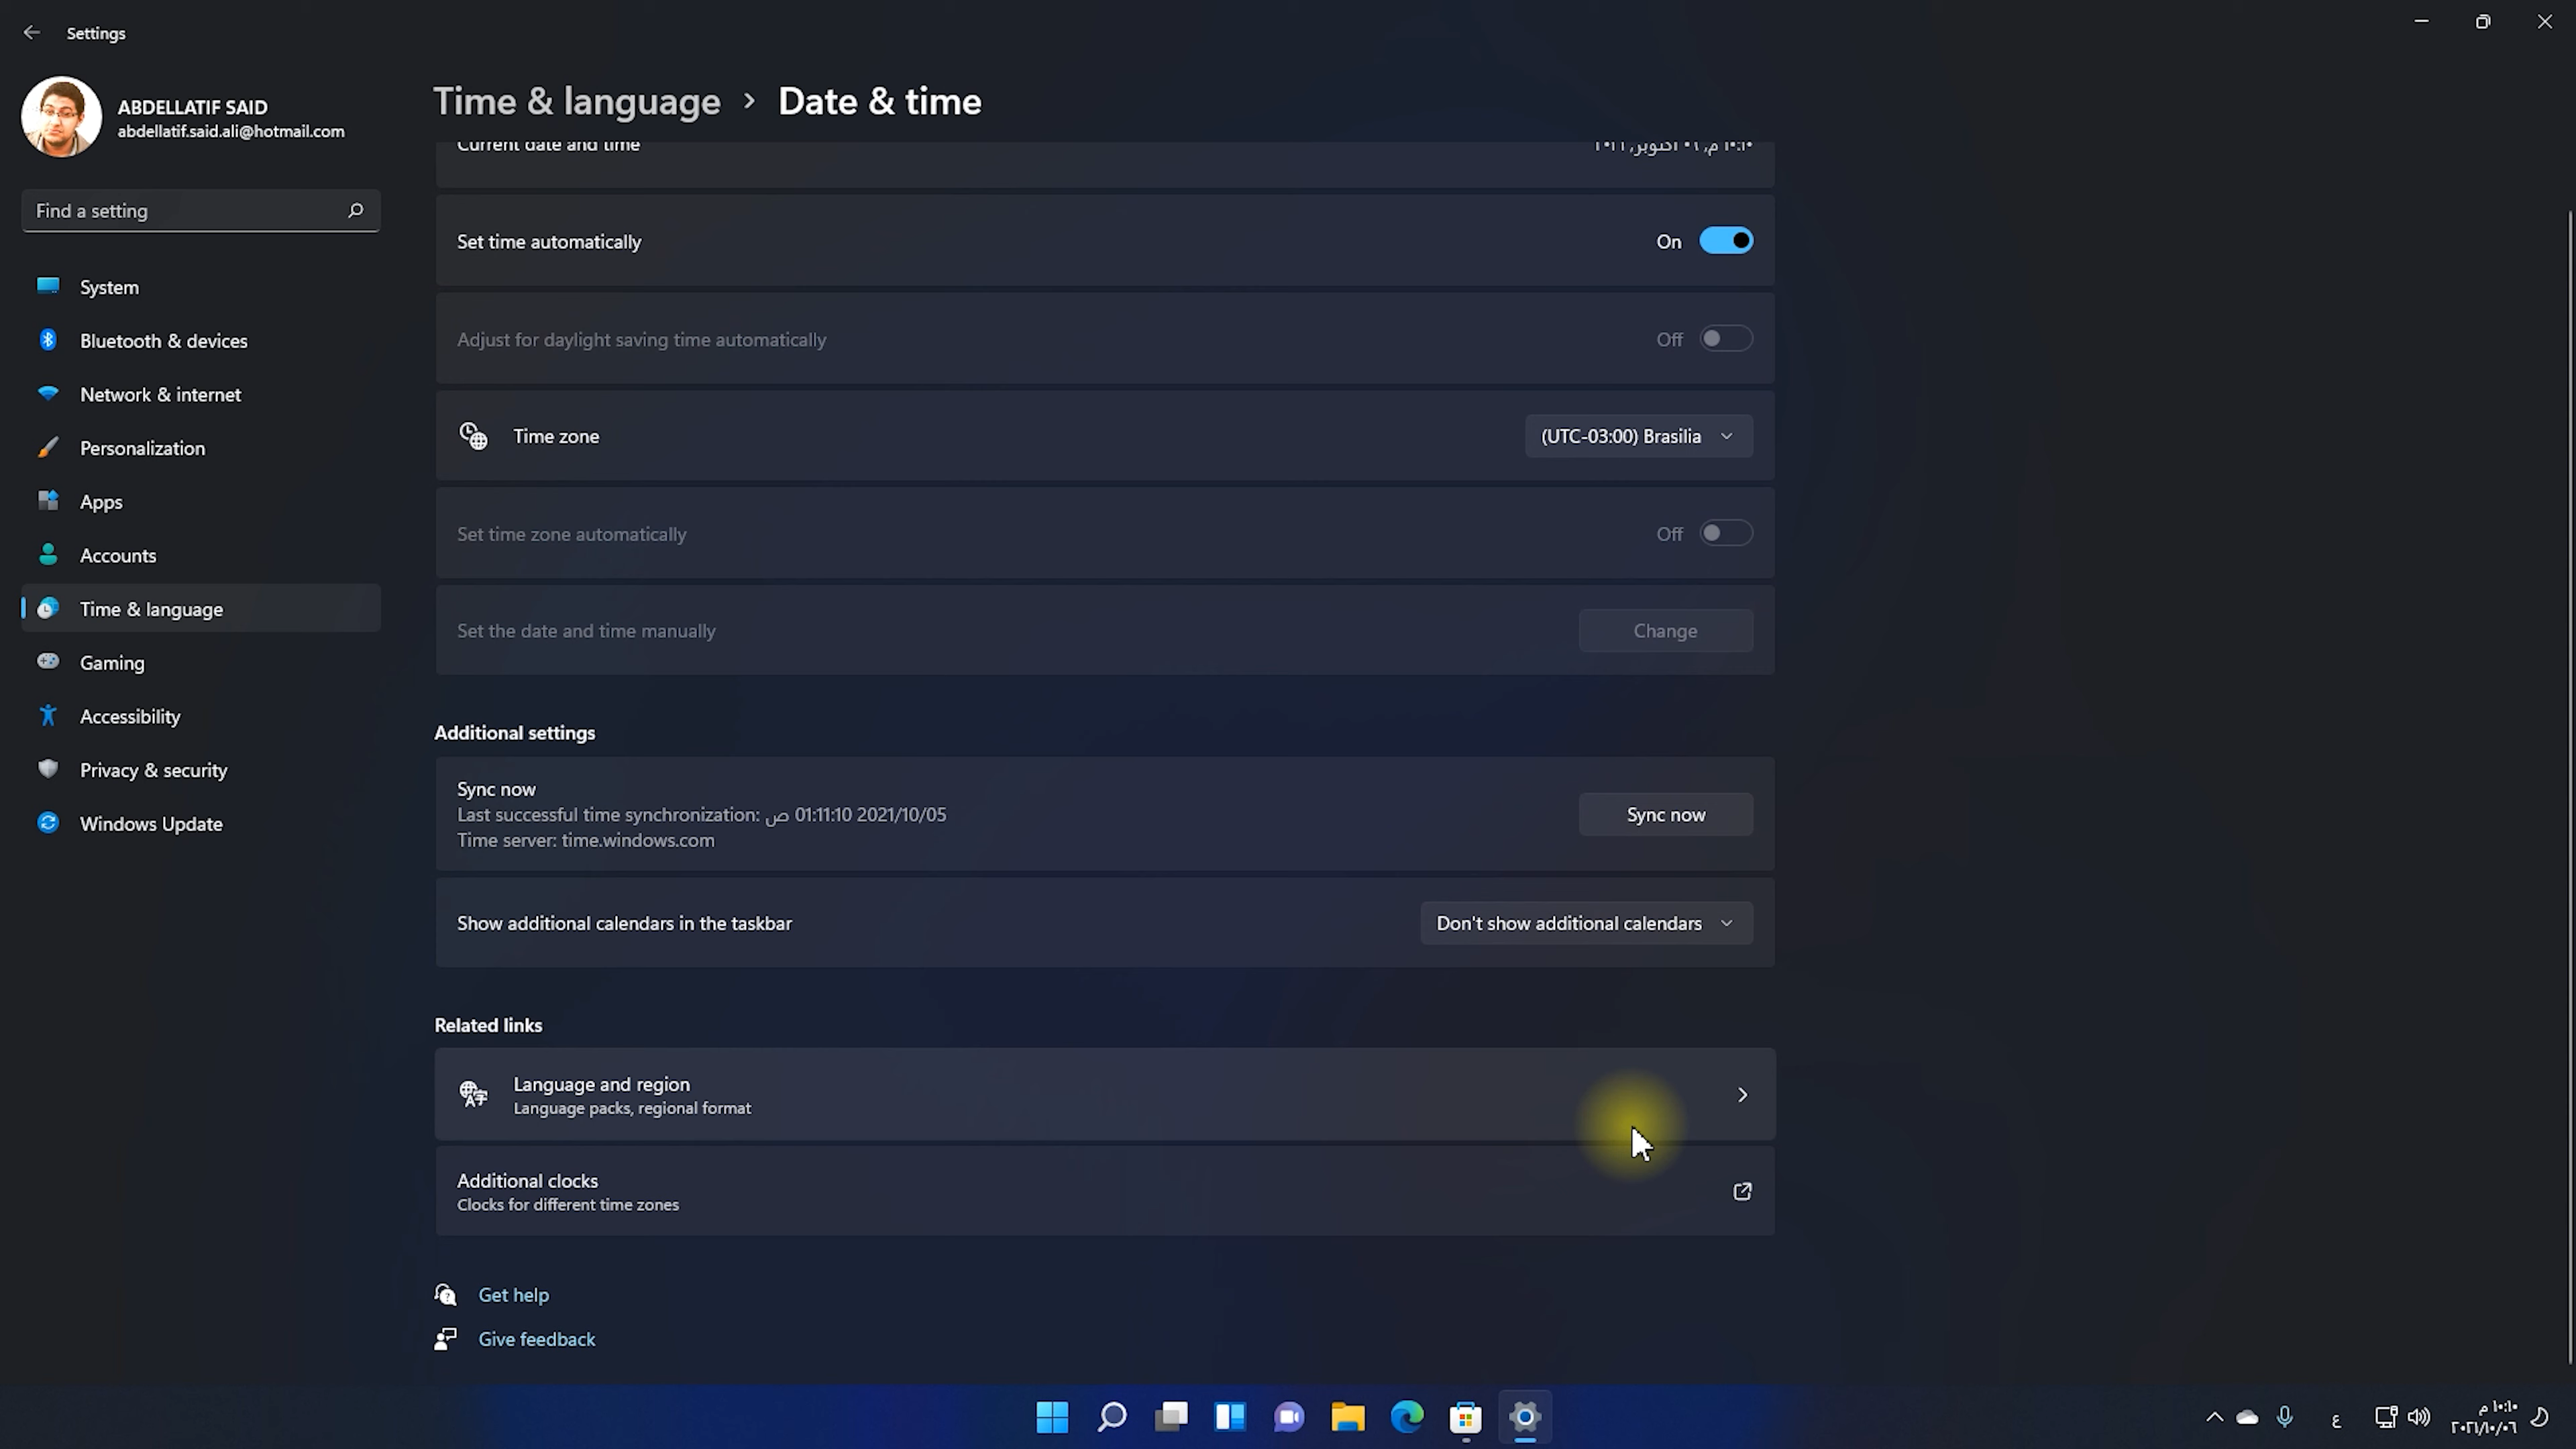 Settings
ABDELLATIF SAID
abdellatif.said.ali@hotmail.com
Find a setting
System
Bluetooth & devices
Network & internet
Personalization
Apps
Accounts
Time & language
Gaming
Accessibility
Privacy & security
Windows Update
Time & language > Date & time
Current date and time
Set time automatically On
Adjust for daylight saving time automatically Off
Time zone (UTC-03:00) Brasilia
Set time zone automatically Off
Set the date and time manually Change
Additional settings
Sync now
Last successful time synchronization: ص 01:11:10 2021/10/05
Time server: time.windows.com
Sync now
Show additional calendars in the taskbar Don't show additional calendars
Related links
Language and region
Language packs, regional format
Additional clocks
Clocks for different time zones
Get help
Give feedback
ع
١٠:١٠ م
٢٠٢١/١٠/٠٦